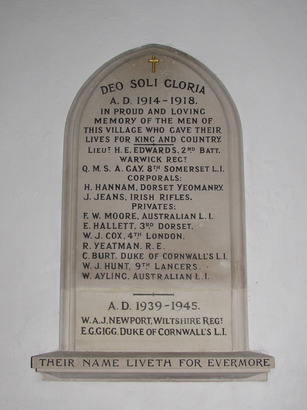 DEO SOLI GLORIA
A.D. 1914-1918.
IN PROUD AND LOVING
MEMORY OF THE MEN OF
THIS VILLAGE WHO GAVE THEIR
LIVES FOR KING AND COUNTRY.
LIEUT H.E. EDWARDS, 2ND BATT.
WARWICK REGT
Q.M.S. A. GAY, 8TH SOMERSET L.I.
CORPORALS:
H. HANNAM, DORSET YEOMANRY.
J. JEANS, IRISH RIFLES.
PRIVATES:
F.W. MOORE, AUSTRALIAN L.I.
E. HALLETT, 3RD DORSET.
W.J. COX, 4TH LONDON.
R. YEATMAN, R.E.
C. BURT, DUKE OF CORNWALL'S L.I.
W.J. HUNT, 9TH LANCERS.
W. AYLING, AUSTRALIAN L.I.
A.D. 1939-1945.
W.A.J. NEWPORT, WILTSHIRE REGT.
E.G. GIGG, DUKE OF CORNWALL'S L.I.
THEIR NAME LIVETH FOR EVERMORE